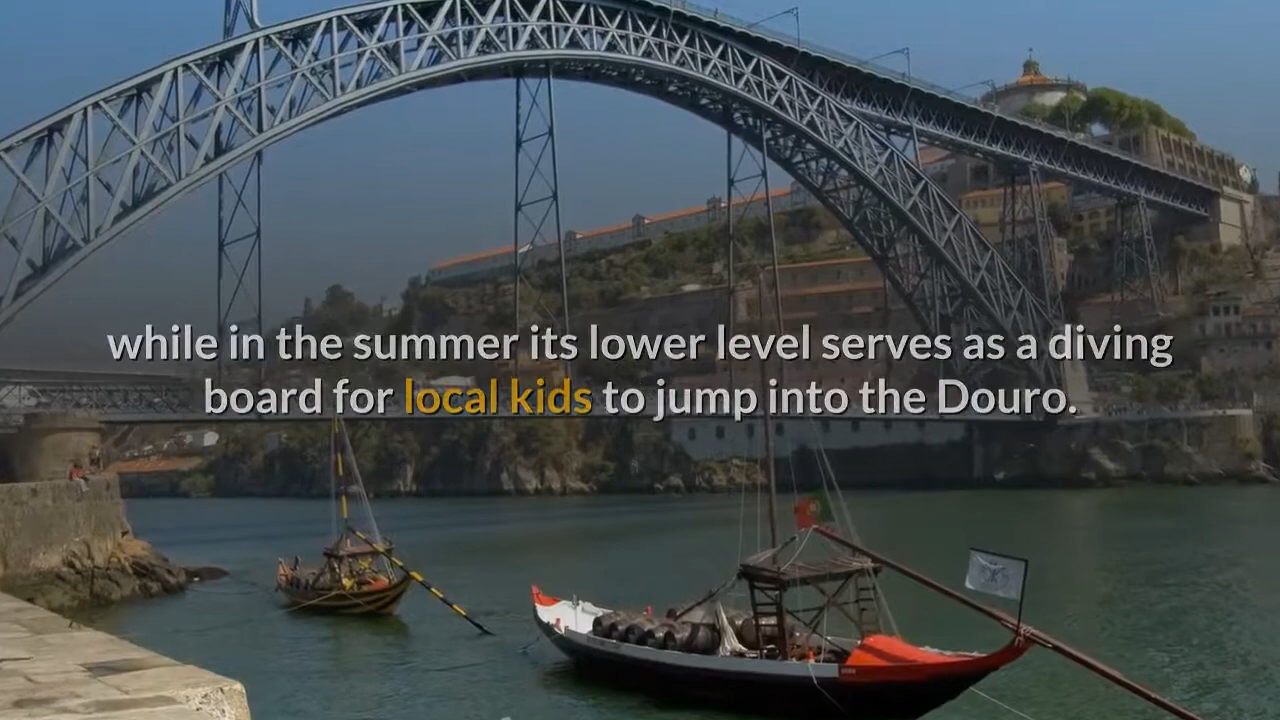 while in the summer its lower level serves as a diving
board for local kids to jump into the Douro.